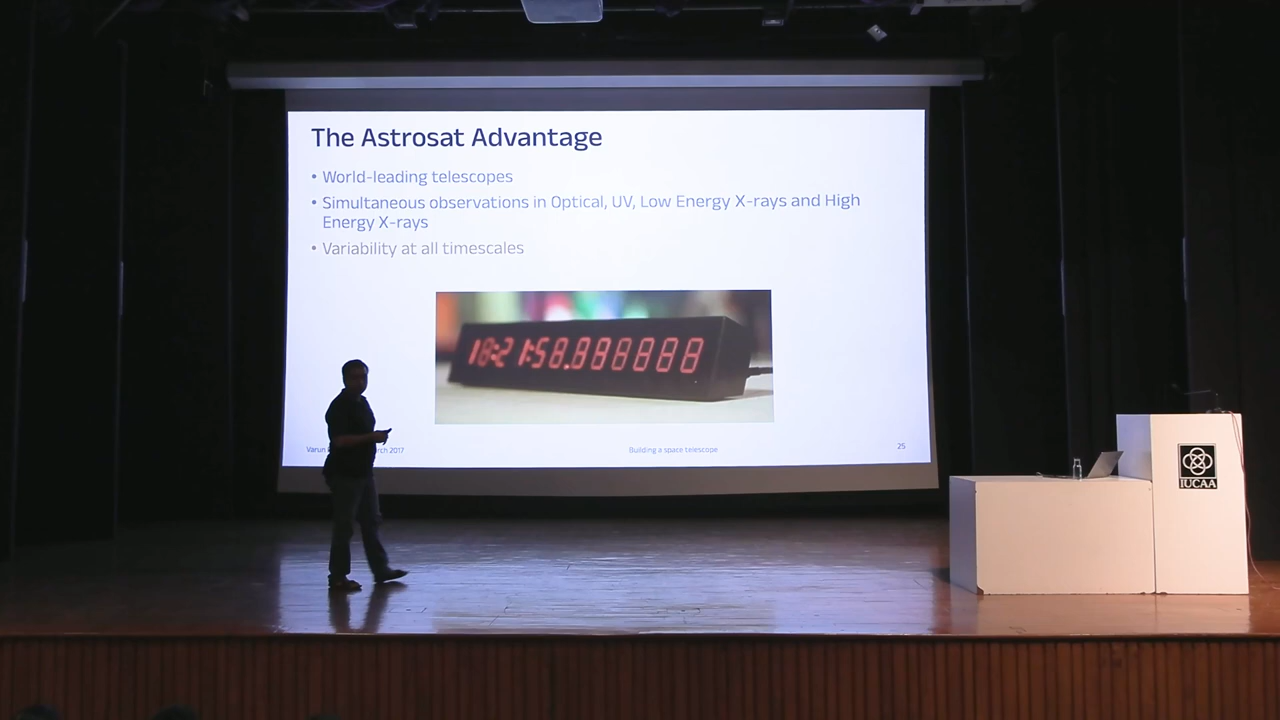 The Astrosat Advantage
• World-leading telescopes
• Simultaneous observations in Optical, UV, Low Energy X-rays and High
Energy X-rays
• Variability at all timescales
18:21:58.888888
Varun rch 2017
Building a space telescope
25
IUCAA